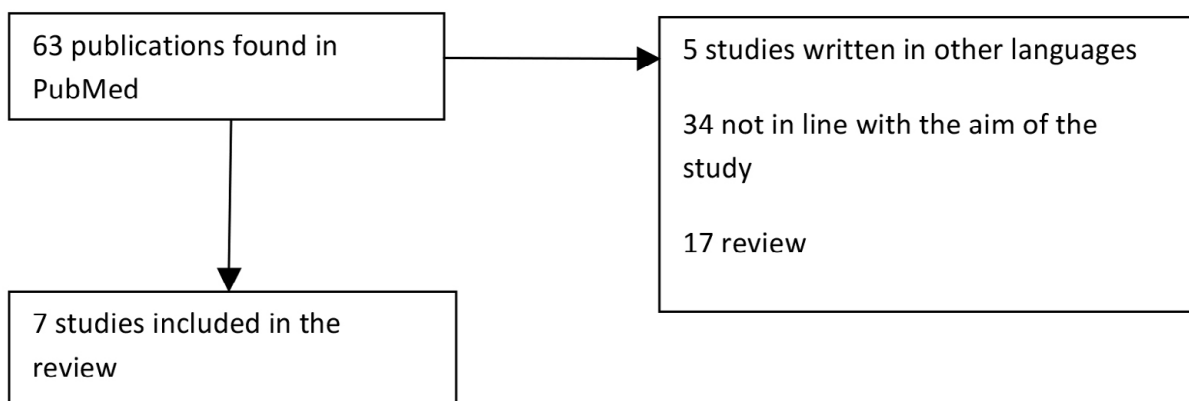 63 publications found in
PubMed
5 studies written in other languages
34 not in line with the aim of the
study
17 review
7 studies included in the
review